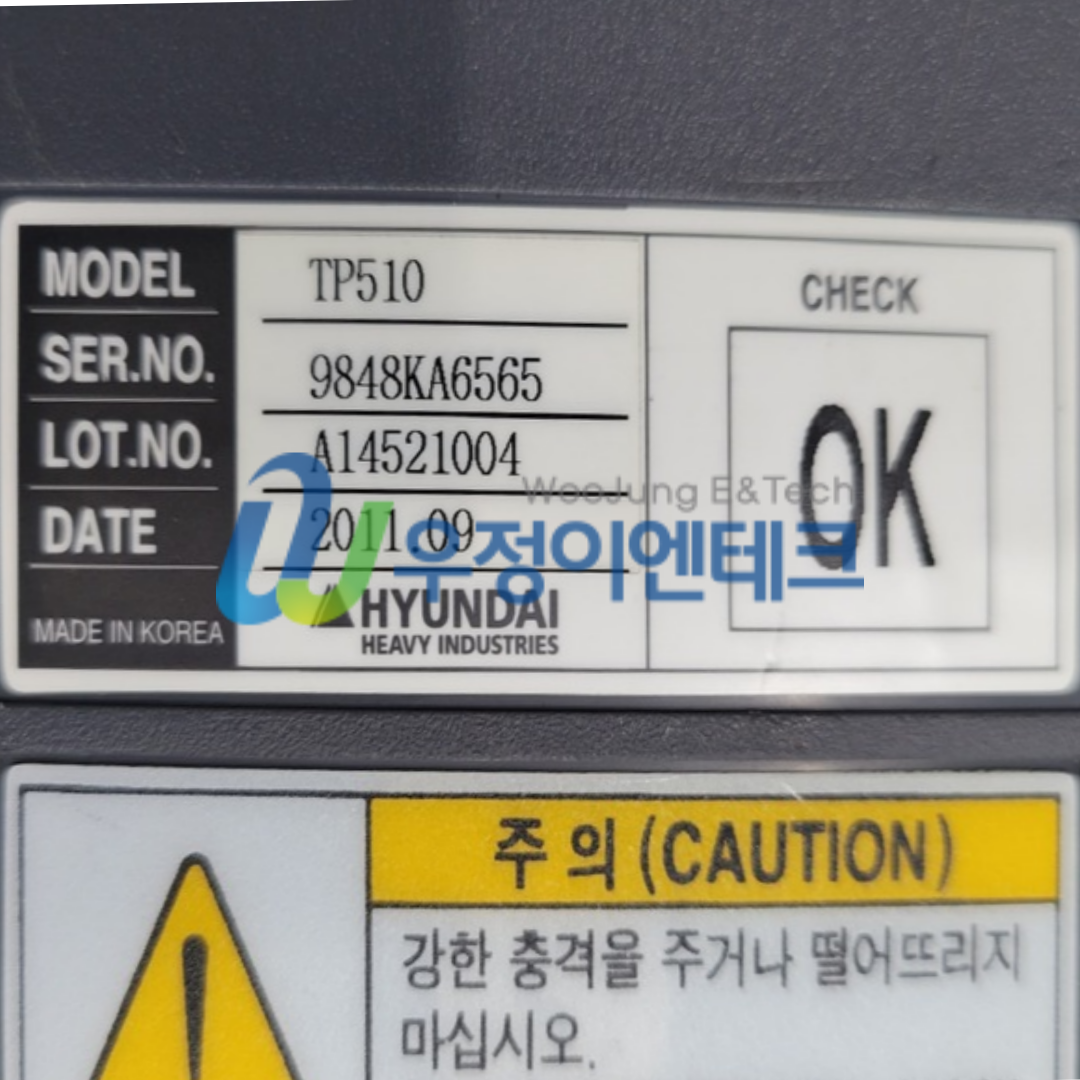 MODEL TP510
SER.NO. 9848KA6565
LOT.NO. A14521004
DATE 2011.09
MADE IN KOREA
HYUNDAI
HEAVY INDUSTRIES
CHECK
OK
WooJung E&Tech
우정이엔테크
주의(CAUTION)
강한 충격을 주거나 떨어뜨리지
마십시오.